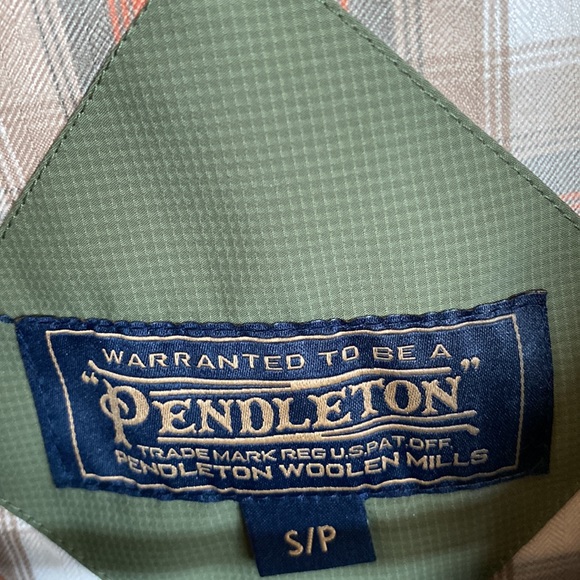 WARRANTED TO BE A
"PENDLETON"
TRADE MARK REG U.S.PAT.OFF.
PENDLETON WOOLEN MILLS
S/P